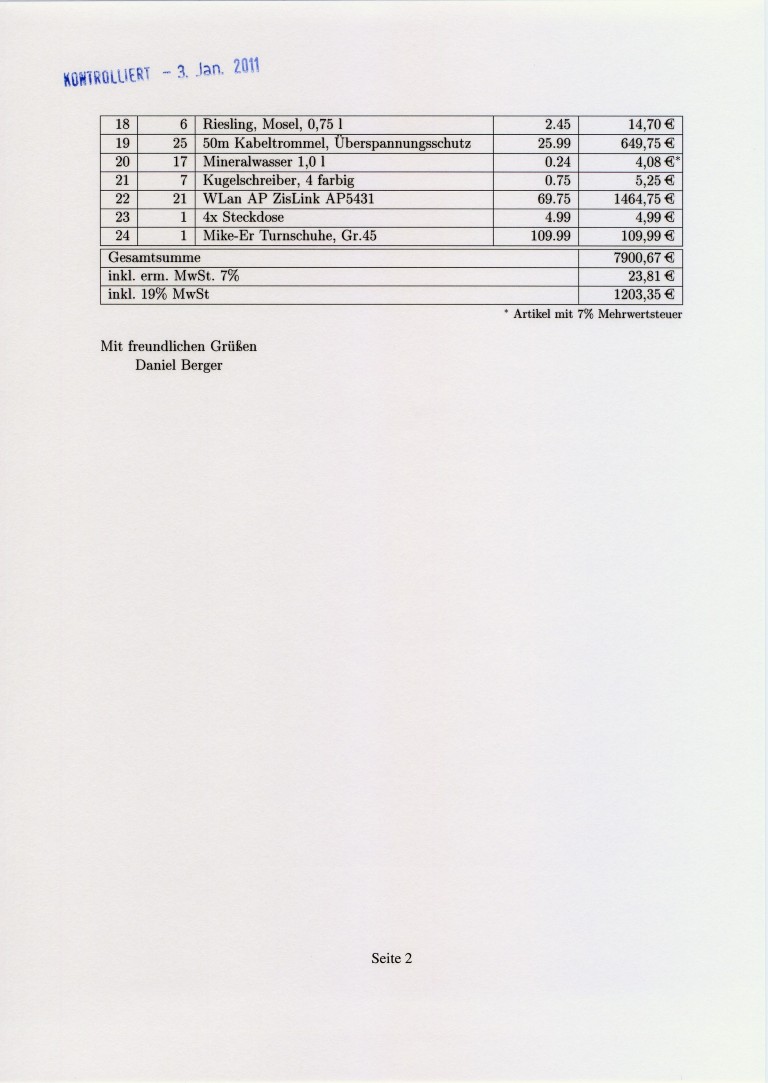 KONTROLLIERT – 3. Jan. 2011
18 6 Riesling, Mosel, 0,75 l 2.45 14,70 €
19 25 50m Kabeltrommel, Überspannungsschutz 25.99 649,75 €
20 17 Mineralwasser 1,0 l 0.24 4,08 €*
21 7 Kugelschreiber, 4 farbig 0.75 5,25 €
22 21 WLan AP ZisLink AP5431 69.75 1464,75 €
23 1 4x Steckdose 4.99 4,99 €
24 1 Mike-Er Turnschuhe, Gr.45 109.99 109,99 €
Gesamtsumme 7900,67 €
inkl. erm. MwSt. 7% 23,81 €
inkl. 19% MwSt 1203,35 €
* Artikel mit 7% Mehrwertsteuer
Mit freundlichen Grüßen
Daniel Berger
Seite 2